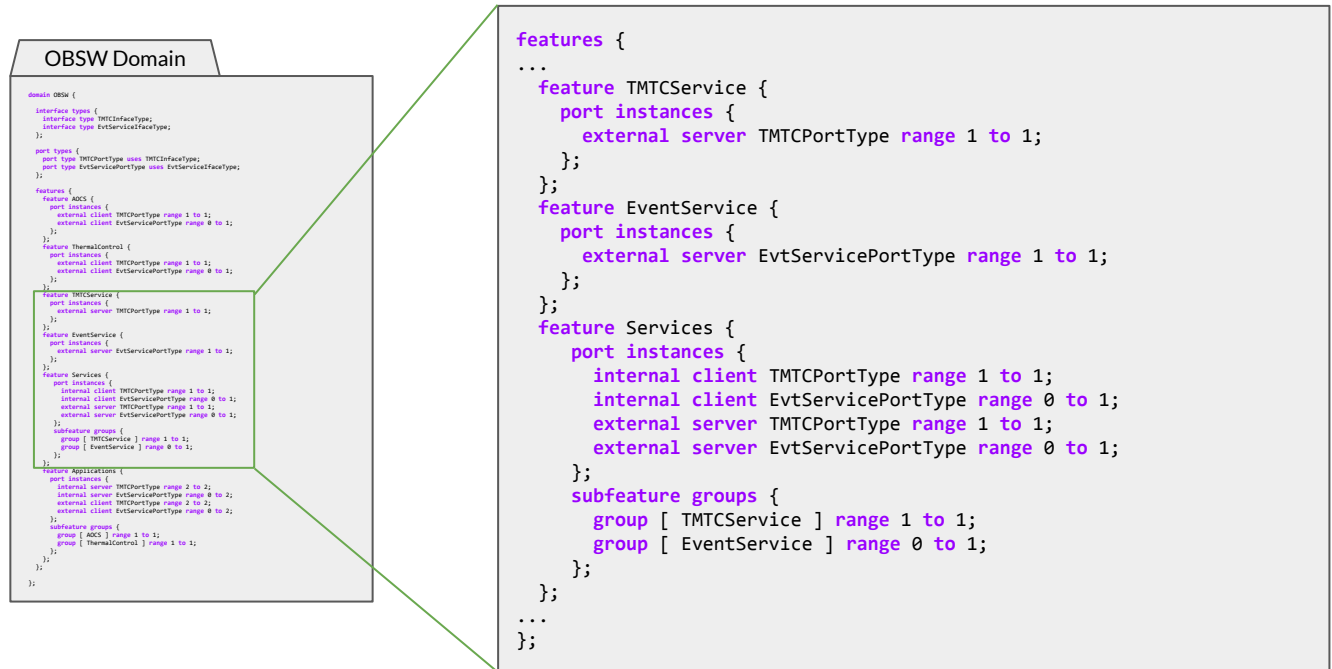 OBSW Domain
domain OBSW {
interface types {
interface type TMTCInfaceType;
interface type EvtServiceIfaceType;
};
port types {
port type TMTCPortType uses TMTCInfaceType;
port type EvtServicePortType uses EvtServiceIfaceType;
};
features {
feature AOCS {
port instances {
external client TMTCPortType range 1 to 1;
external client EvtServicePortType range 0 to 1;
};
};
feature ThermalControl {
port instances {
external client TMTCPortType range 1 to 1;
external client EvtServicePortType range 0 to 1;
};
};
feature TMTCService {
port instances {
external server TMTCPortType range 1 to 1;
};
};
feature EventService {
port instances {
external server EvtServicePortType range 1 to 1;
};
};
feature Services {
port instances {
internal client TMTCPortType range 1 to 1;
internal client EvtServicePortType range 0 to 1;
external server TMTCPortType range 1 to 1;
external server EvtServicePortType range 0 to 1;
};
subfeature groups {
group [ TMTCService ] range 1 to 1;
group [ EventService ] range 0 to 1;
};
};
feature Applications {
port instances {
internal server TMTCPortType range 2 to 2;
internal server EvtServicePortType range 0 to 2;
external client TMTCPortType range 2 to 2;
external client EvtServicePortType range 0 to 2;
};
subfeature groups {
group [ AOCS ] range 1 to 1;
group [ ThermalControl ] range 1 to 1;
};
};
};
};
features {
...
feature TMTCService {
port instances {
external server TMTCPortType range 1 to 1;
};
};
feature EventService {
port instances {
external server EvtServicePortType range 1 to 1;
};
};
feature Services {
port instances {
internal client TMTCPortType range 1 to 1;
internal client EvtServicePortType range 0 to 1;
external server TMTCPortType range 1 to 1;
external server EvtServicePortType range 0 to 1;
};
subfeature groups {
group [ TMTCService ] range 1 to 1;
group [ EventService ] range 0 to 1;
};
};
...
};